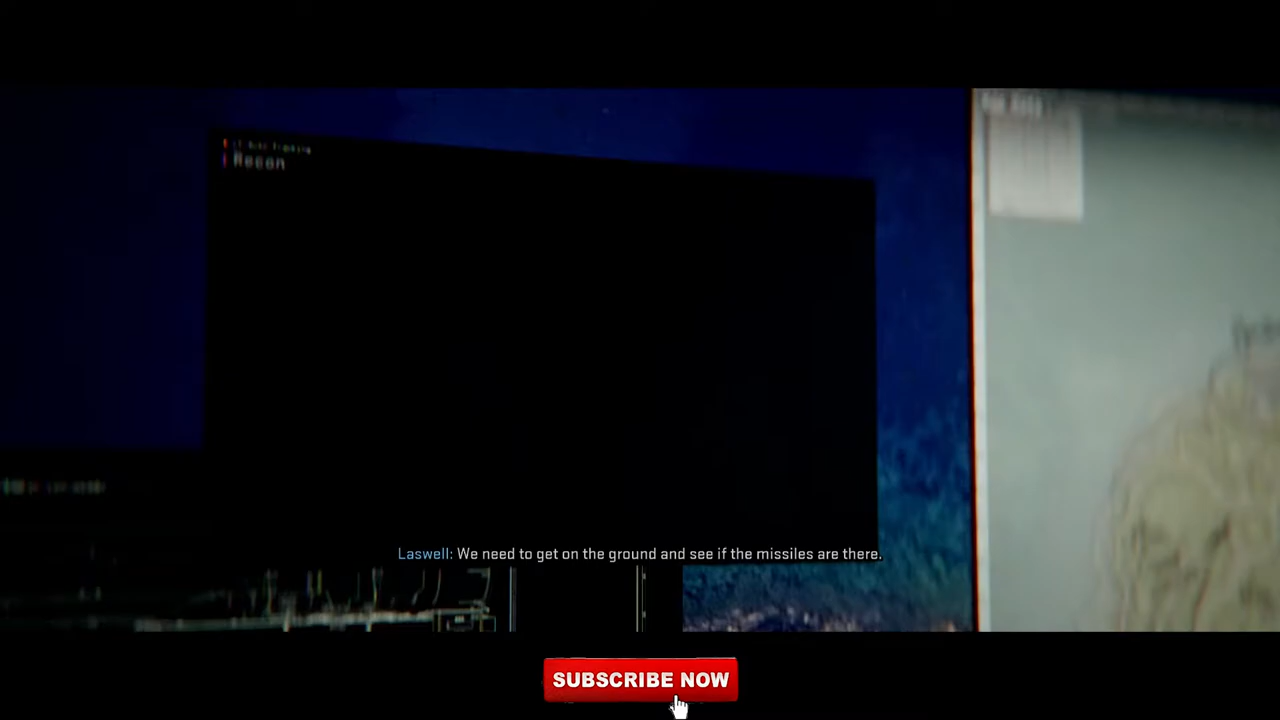 Recon
Laswell: We need to get on the ground and see if the missiles are there.
SUBSCRIBE NOW